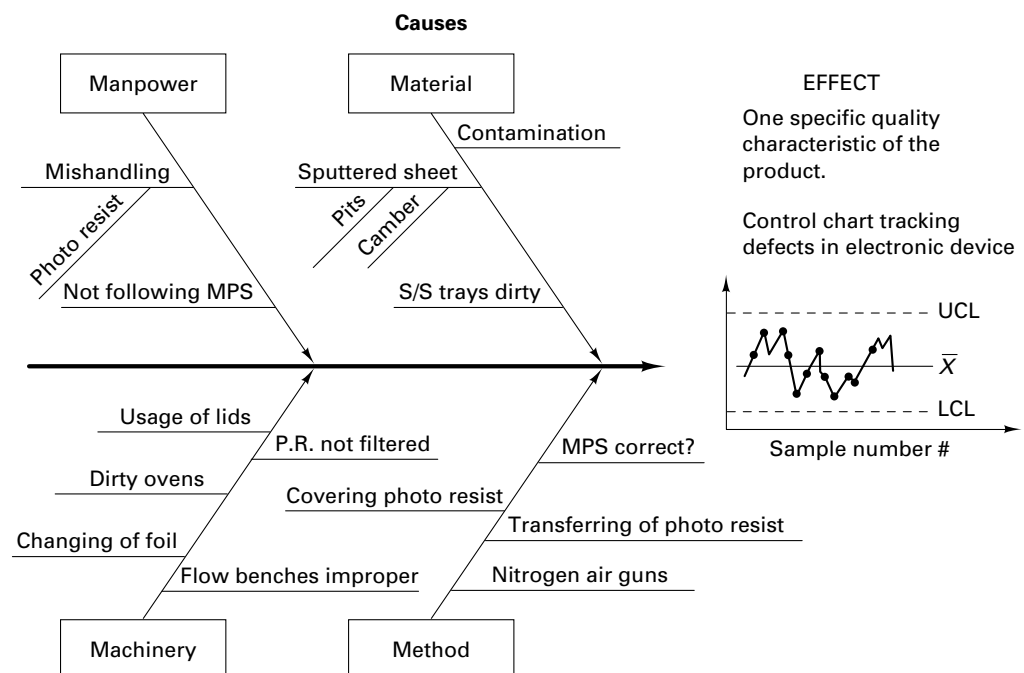 Causes
Manpower
Material
EFFECT
One specific quality
characteristic of the
product.
Control chart tracking
defects in electronic device
Contamination
Mishandling
Photo resist
Sputtered sheet
Pits
Camber
Not following MPS
S/S trays dirty
UCL
X̅
LCL
Sample number #
Usage of lids
P.R. not filtered
Dirty ovens
Changing of foil
Flow benches improper
MPS correct?
Covering photo resist
Transferring of photo resist
Nitrogen air guns
Machinery
Method